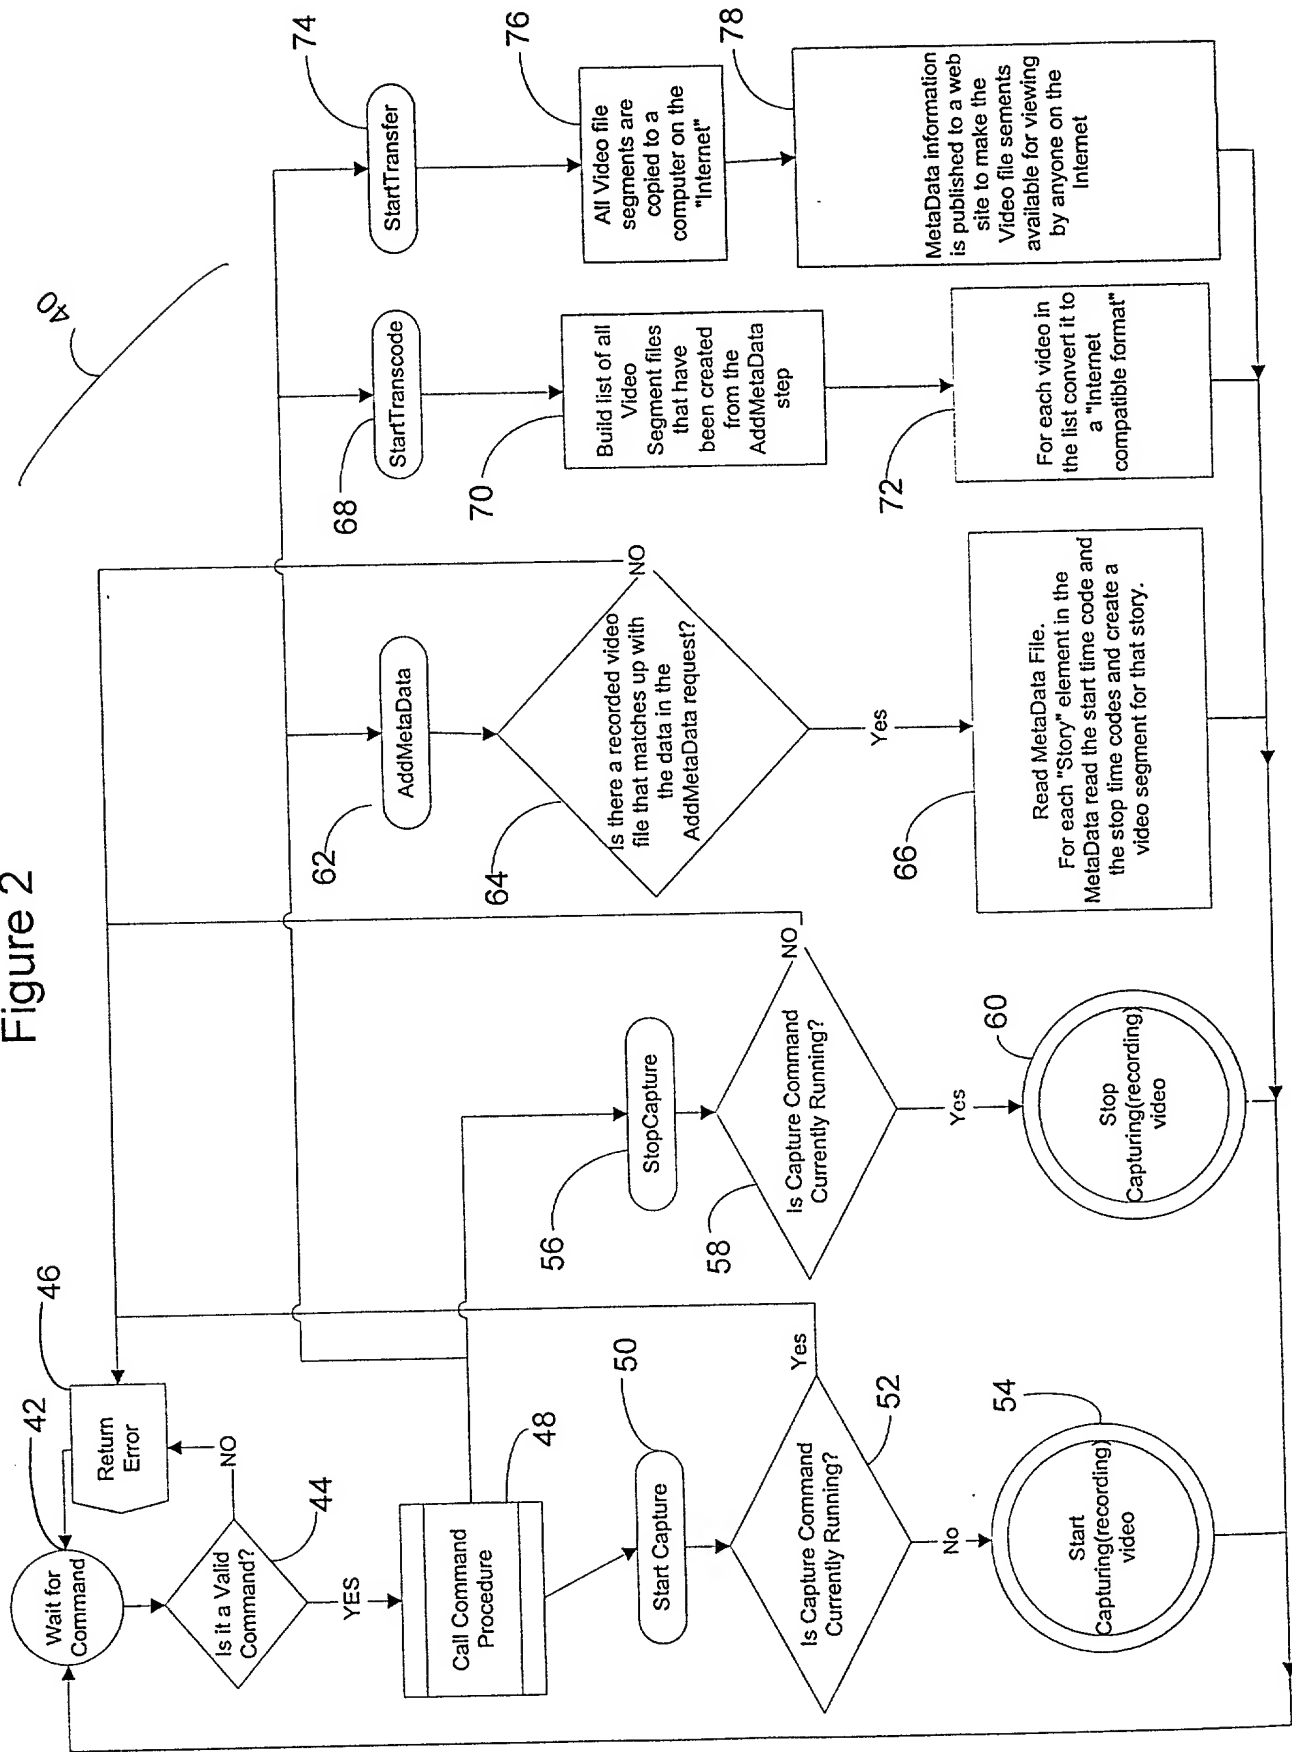 Figure 2
40
42
Wait for
Command
46
Return
Error
44
Is it a Valid
Command?
NO
YES
48
Call Command
Procedure
50
Start Capture
52
Is Capture Command
Currently Running?
Yes
No
54
Start
Capturing(recording)
video
56
StopCapture
58
Is Capture Command
Currently Running?
NO
Yes
60
Stop
Capturing(recording)
video
62
AddMetaData
64
Is there a recorded video
file that matches up with
the data in the
AddMetaData request?
NO
Yes
66
Read MetaData File.
For each "Story" element in the
MetaData read the start time code and
the stop time codes and create a
video segment for that story.
68
StartTranscode
70
Build list of all
Video
Segment files
that have
been created
from the
AddMetaData
step
72
For each video in
the list convert it to
a "Internet
compatible format"
74
StartTransfer
76
All Video file
segments are
copied to a
computer on the
"Internet"
78
MetaData information
is published to a web
site to make the
Video file sements
available for viewing
by anyone on the
Internet